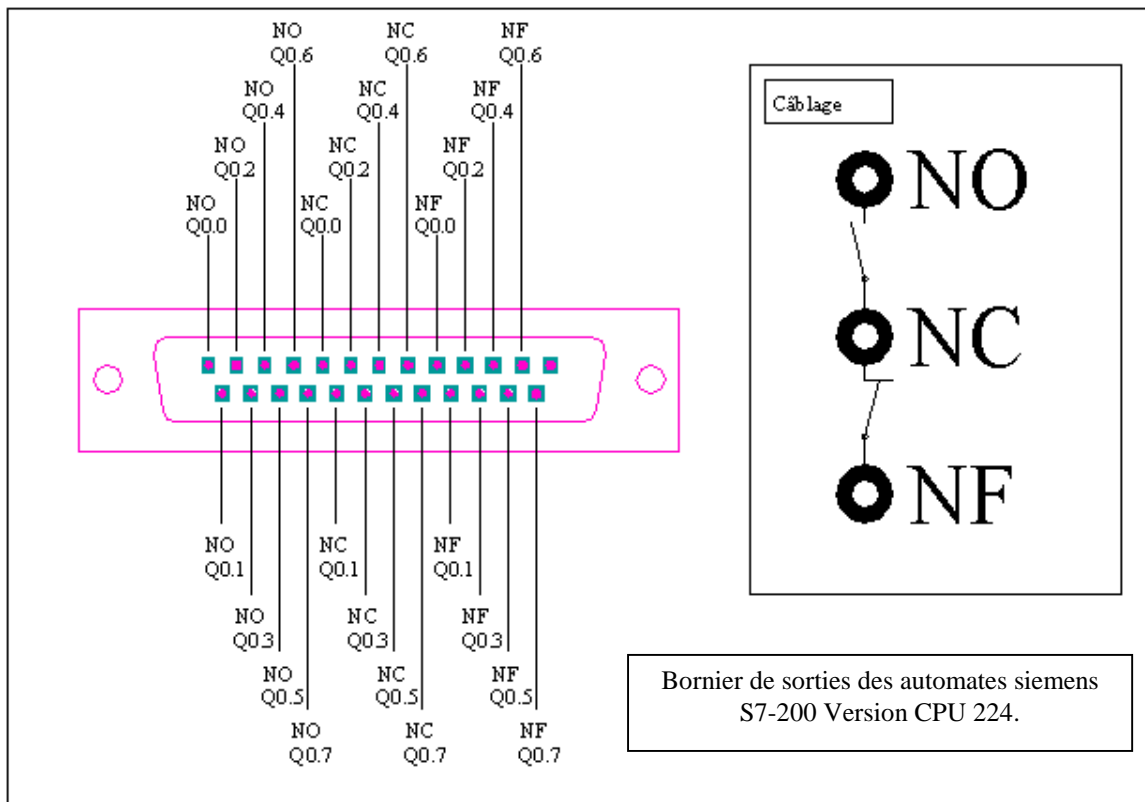 NO
Q0.6
NC
Q0.6
NF
Q0.6
NO
Q0.4
NC
Q0.4
NF
Q0.4
NO
Q0.2
NC
Q0.2
NF
Q0.2
NO
Q0.0
NC
Q0.0
NF
Q0.0
NO
Q0.1
NC
Q0.1
NF
Q0.1
NO
Q0.3
NC
Q0.3
NF
Q0.3
NO
Q0.5
NC
Q0.5
NF
Q0.5
NO
Q0.7
NC
Q0.7
NF
Q0.7
Câblage
NO
NC
NF
Bornier de sorties des automates siemens
S7-200 Version CPU 224.